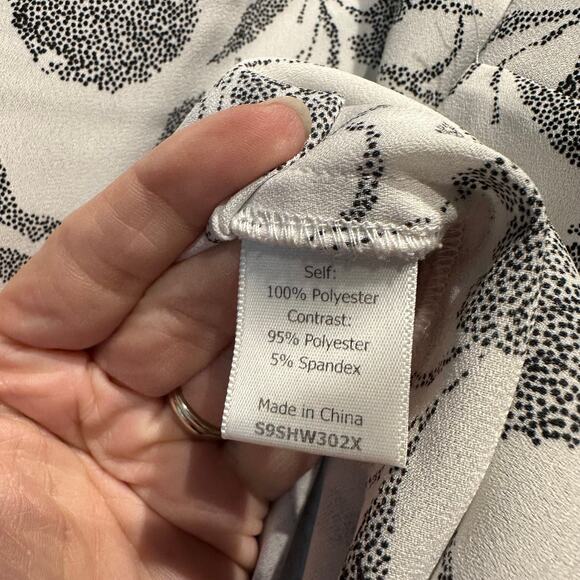 Self:
100% Polyester
Contrast:
95% Polyester
5% Spandex
Made in China
S9SHW302X